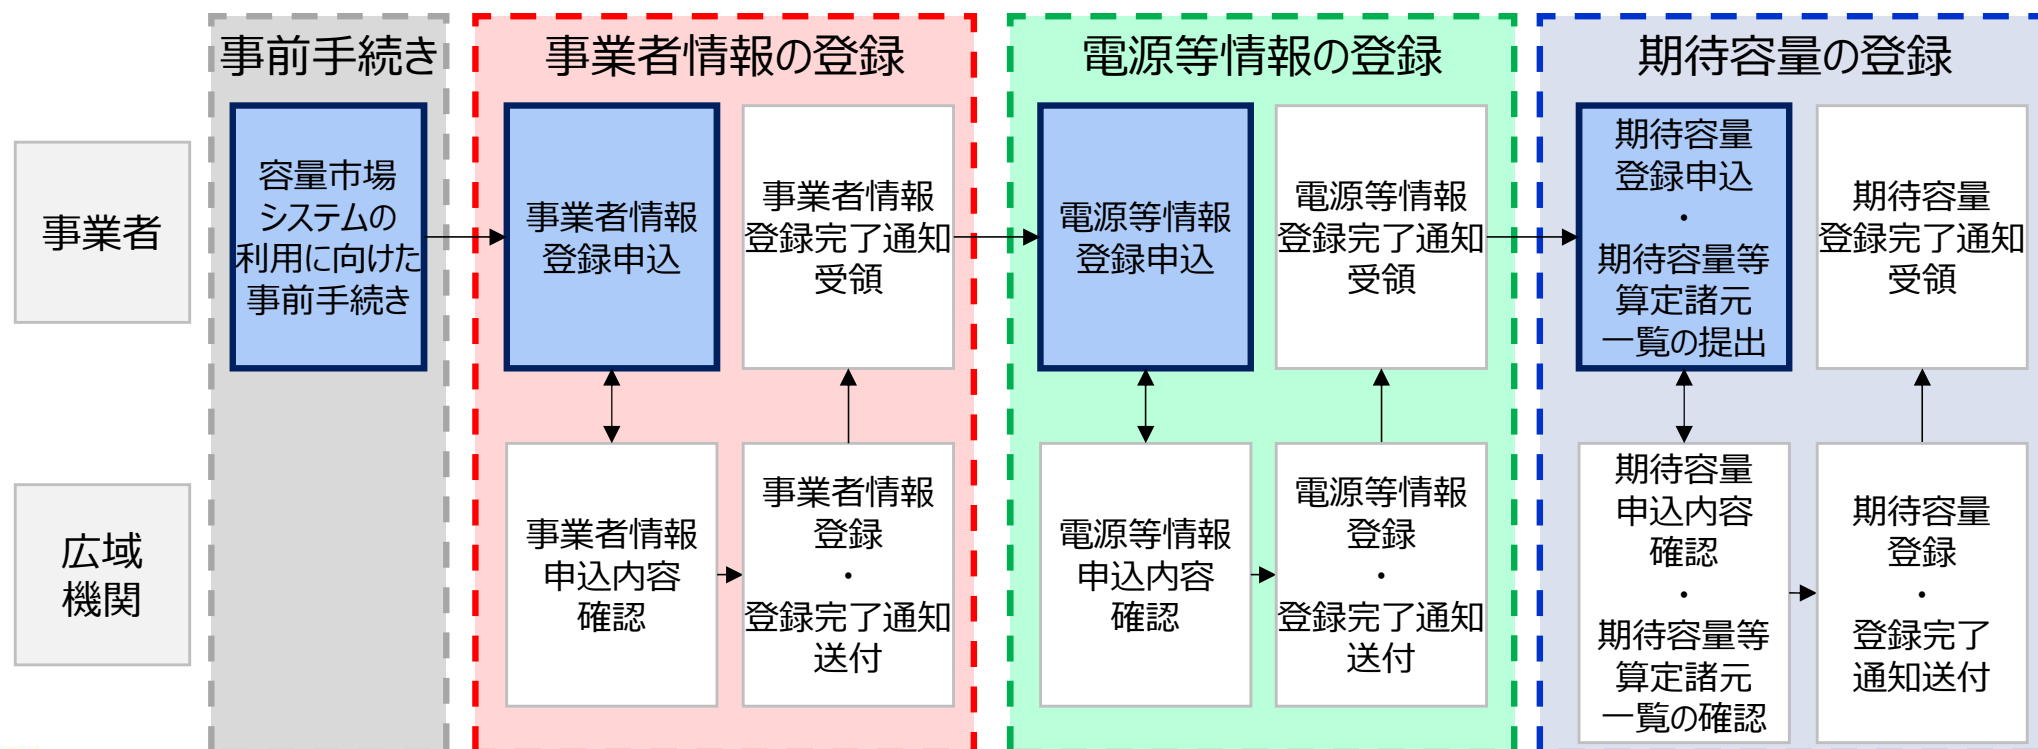 事前手続き
事業者情報の登録
電源等情報の登録
期待容量の登録
事業者
容量市場
システムの
利用に向けた
事前手続き
事業者情報
登録申込
事業者情報
登録完了通知
受領
電源等情報
登録申込
電源等情報
登録完了通知
受領
期待容量
登録申込
・
期待容量等
算定諸元
一覧の提出
期待容量
登録完了通知
受領
広域
機関
事業者情報
申込内容
確認
事業者情報
登録
・
登録完了通知
送付
電源等情報
申込内容
確認
電源等情報
登録
・
登録完了通知
送付
期待容量
申込内容
確認
・
期待容量等
算定諸元
一覧の確認
期待容量
登録
・
登録完了
通知送付